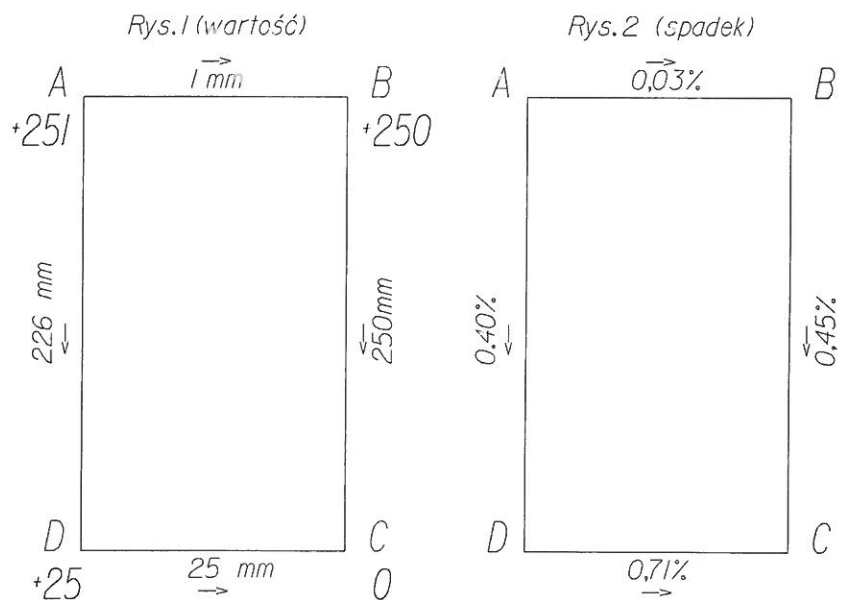 Rys.1 (wartość)
→
1 mm
A
B
+251
+250
226 mm
←
250mm
←
D
C
25 mm
→
+25
0
Rys.2 (spadek)
→
0,03%
A
B
0.40%
←
0,45%
←
D
C
0,71%
→